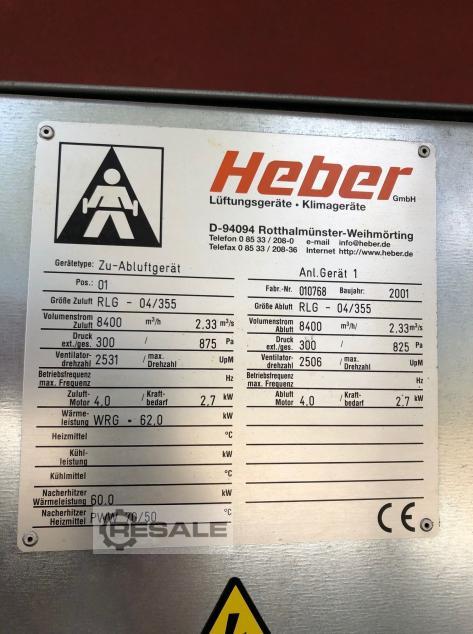 Heber GmbH
Lüftungsgeräte • Klimageräte
D-94094 Rotthalmünster-Weihmörting
Telefon 0 85 33 / 208-0 e-mail info@heber.de
Telefax 0 85 33 / 208-36 Internet http://www.heber.de
Gerätetype: Zu-Abluftgerät Anl.Gerät 1
Pos.: 01 Fabr.-Nr. 010768 Baujahr: 2001
Größe Zuluft RLG - 04/355 Größe Abluft RLG - 04/355
Volumenstrom Zuluft 8400 m³/h 2.33 m³/s Volumenstrom Abluft 8400 m³/h/ 2.33 m³/s
Druck ext./ges. 300 / 875 Pa Druck ext./ges. 300 / 825 Pa
Ventilator-drehzahl 2531 / max. Drehzahl UpM Ventilator-drehzahl 2506 / max. Drehzahl UpM
Betriebsfrequenz max. Frequenz Hz Betriebsfrequenz max. Frequenz Hz
Zuluft-Motor 4.0 / Kraft-bedarf 2.7 kW Abluft Motor 4.0 / Kraft-bedarf 2.7 kW
Wärme-leistung WRG - 62.0 kW kW
Heizmittel °C °C
Kühl-leistung kW kW
Kühlmittel °C °C
Nacherhitzer Wärmeleistung 60.0 kW
Nacherhitzer Heizmittel PWW 70/50 °C
CE
RESALE